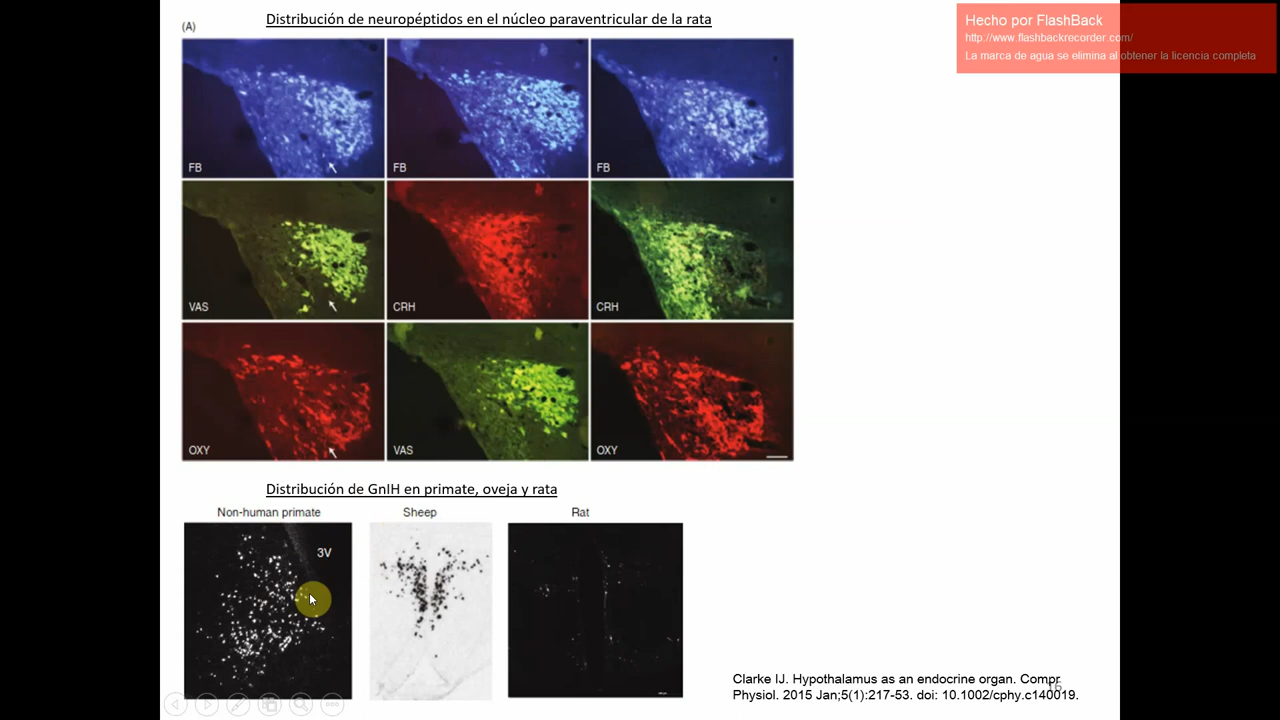 Distribución de neuropéptidos en el núcleo paraventricular de la rata
(A)
Hecho por FlashBack
http://www.flashbackrecorder.com/
La marca de agua se elimina al obtener la licencia completa
FB
FB
FB
VAS
CRH
CRH
OXY
VAS
OXY
Distribución de GnIH en primate, oveja y rata
Non-human primate
Sheep
Rat
3V
Clarke IJ. Hypothalamus as an endocrine organ. Compr
Physiol. 2015 Jan;5(1):217-53. doi: 10.1002/cphy.c140019.